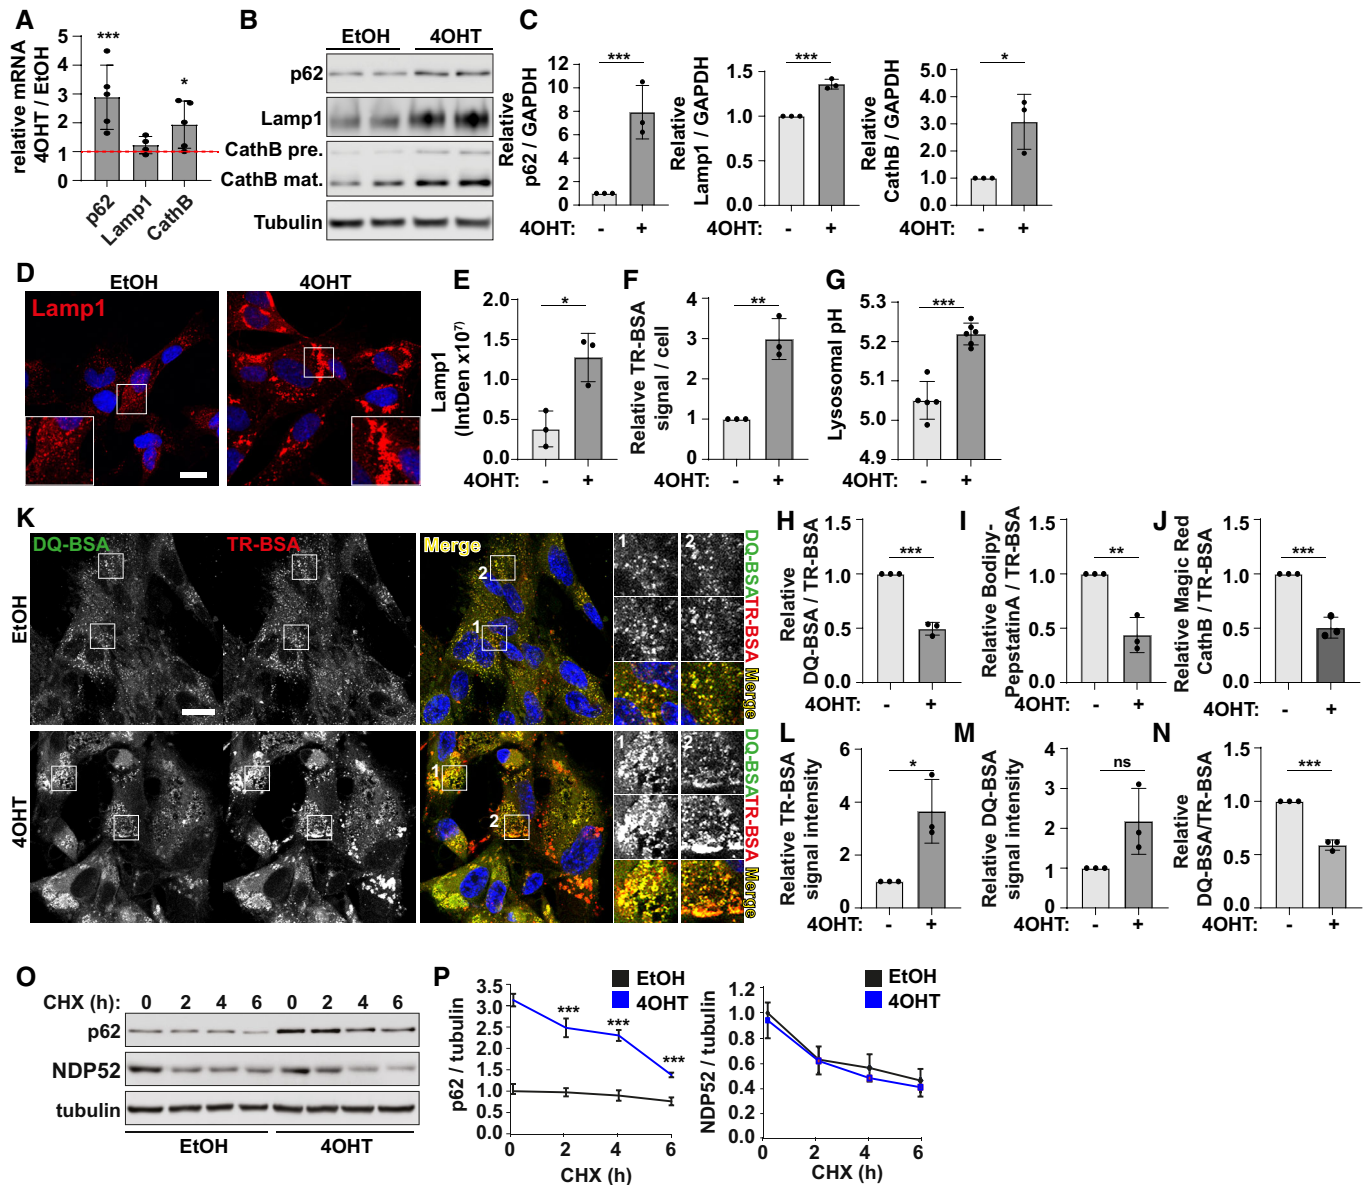 A
relative mRNA
4OHT / EtOH
5
4
3
2
1
0
***
*
p62
Lamp1
CathB
B
EtOH 4OHT
p62
Lamp1
CathB pre.
CathB mat.
Tubulin
C
Relative
p62 / GAPDH
12
10
8
6
4
2
0
***
4OHT: - +
Relative
Lamp1 / GAPDH
1.5
1.0
0.5
0.0
***
- +
Relative
CathB / GAPDH
5.0
4.0
3.0
2.0
1.0
0.0
*
4OHT: - +
D
EtOH 4OHT
Lamp1
E
Lamp1
(IntDen x10⁷)
2.0
1.5
1.0
0.5
0.0
*
4OHT: - +
F
Relative TR-BSA
signal / cell
4
3
2
1
0
**
4OHT: - +
G
Lysosomal pH
5.3
5.2
5.1
5.0
4.9
***
4OHT: - +
K
DQ-BSA TR-BSA Merge
EtOH
1
2
1 2
DQ-BSA TR-BSA Merge
4OHT
1
2
1 2
DQ-BSA TR-BSA Merge
H
Relative
DQ-BSA / TR-BSA
1.5
1.0
0.5
0.0
***
4OHT: - +
I
Relative Bodipy-
PepstatinA / TR-BSA
1.5
1.0
0.5
0.0
**
4OHT: - +
J
Relative Magic Red
CathB / TR-BSA
1.5
1.0
0.5
0.0
***
4OHT: - +
L
Relative TR-BSA
signal intensity
6
4
2
0
*
4OHT: - +
M
Relative DQ-BSA
signal intensity
4
3
2
1
0
ns
4OHT: - +
N
Relative
DQ-BSA/TR-BSA
1.5
1.0
0.5
0.0
***
4OHT: - +
O
CHX (h): 0 2 4 6 0 2 4 6
p62
NDP52
tubulin
EtOH 4OHT
P
EtOH
4OHT
p62 / tubulin
3.5
3.0
2.5
2.0
1.5
1.0
0.5
0.0
***
***
***
0 2 4 6
CHX (h)
EtOH
4OHT
NDP52 / tubulin
1.2
1.0
0.8
0.6
0.4
0.2
0.0
0 2 4 6
CHX (h)